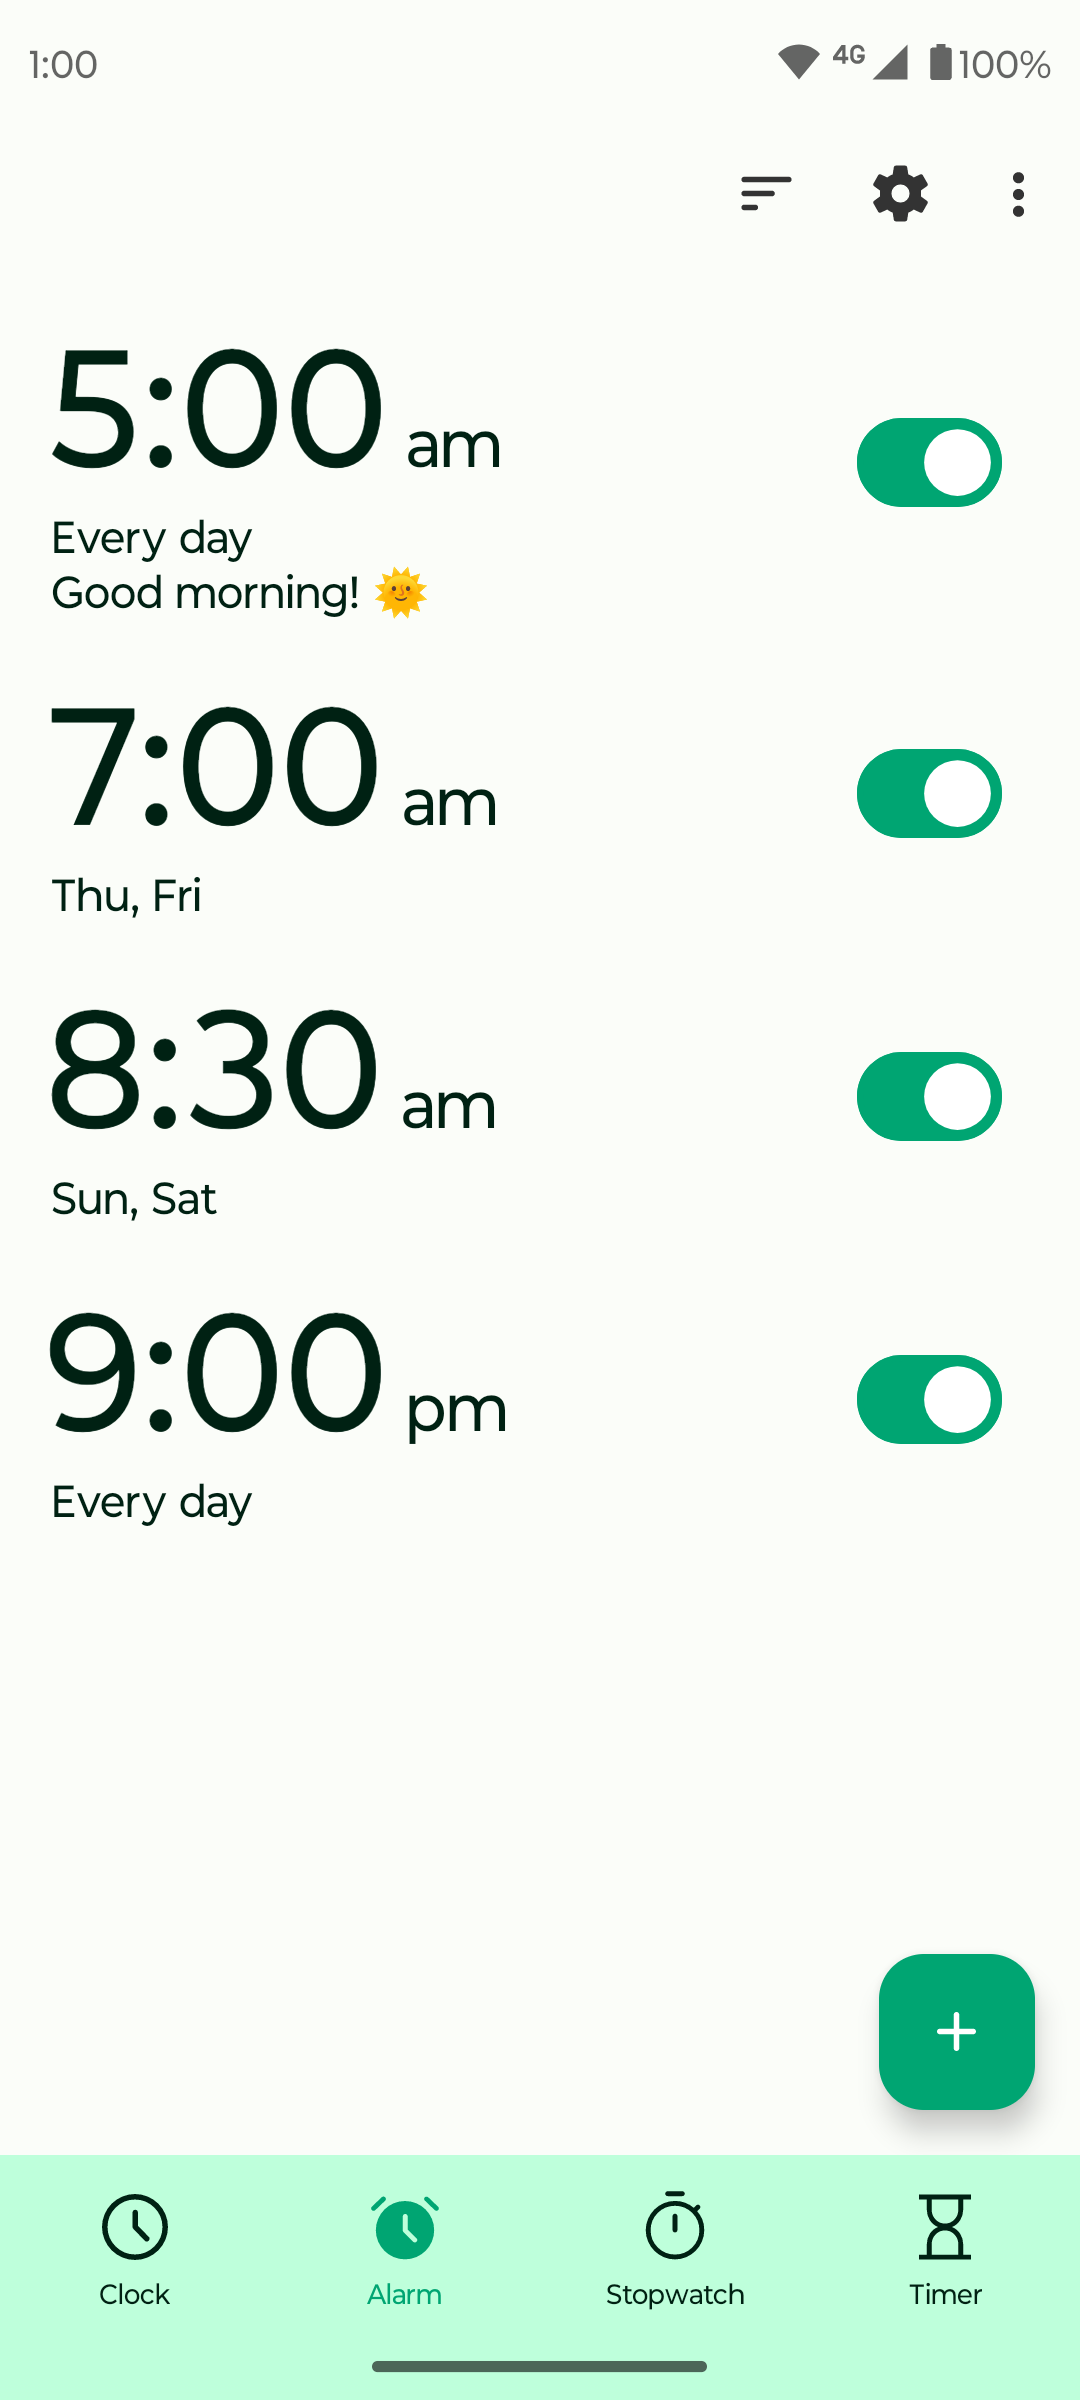 1:00 4G 100%
5:00 am
Every day
Good morning! 🌞
7:00 am
Thu, Fri
8:30 am
Sun, Sat
9:00 pm
Every day
Clock Alarm Stopwatch Timer